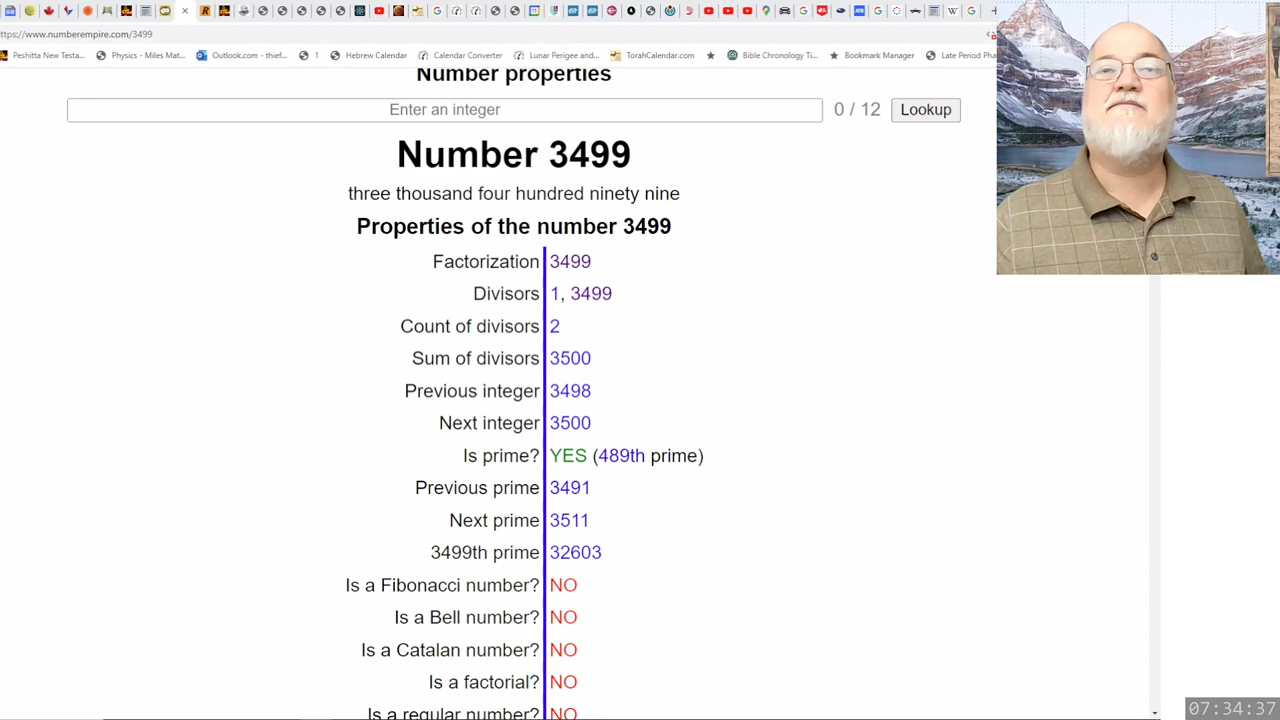 ttps://www.numberempire.com/3499
Peshitta New Testa... Physics - Miles Mat... Outlook.com - thief... 1 Hebrew Calendar Calendar Converter Lunar Perigee and... TorahCalendar.com Bible Chronology Ti... Bookmark Manager Late Period Pha
Number properties
Enter an integer 0 / 12 Lookup
Number 3499
three thousand four hundred ninety nine
Properties of the number 3499
Factorization 3499
Divisors 1, 3499
Count of divisors 2
Sum of divisors 3500
Previous integer 3498
Next integer 3500
Is prime? YES (489th prime)
Previous prime 3491
Next prime 3511
3499th prime 32603
Is a Fibonacci number? NO
Is a Bell number? NO
Is a Catalan number? NO
Is a factorial? NO
Is a regular number? NO
07:34:37